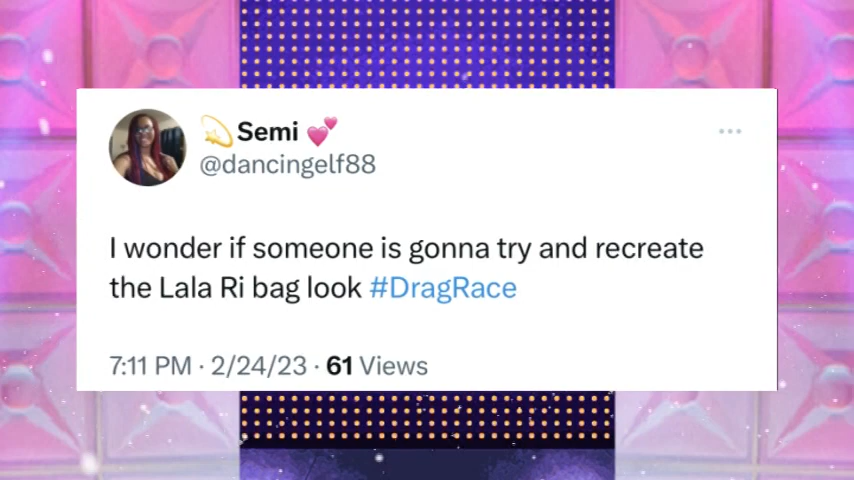 💫Semi 💕
@dancingelf88
I wonder if someone is gonna try and recreate
the Lala Ri bag look #DragRace
7:11 PM · 2/24/23 · 61 Views